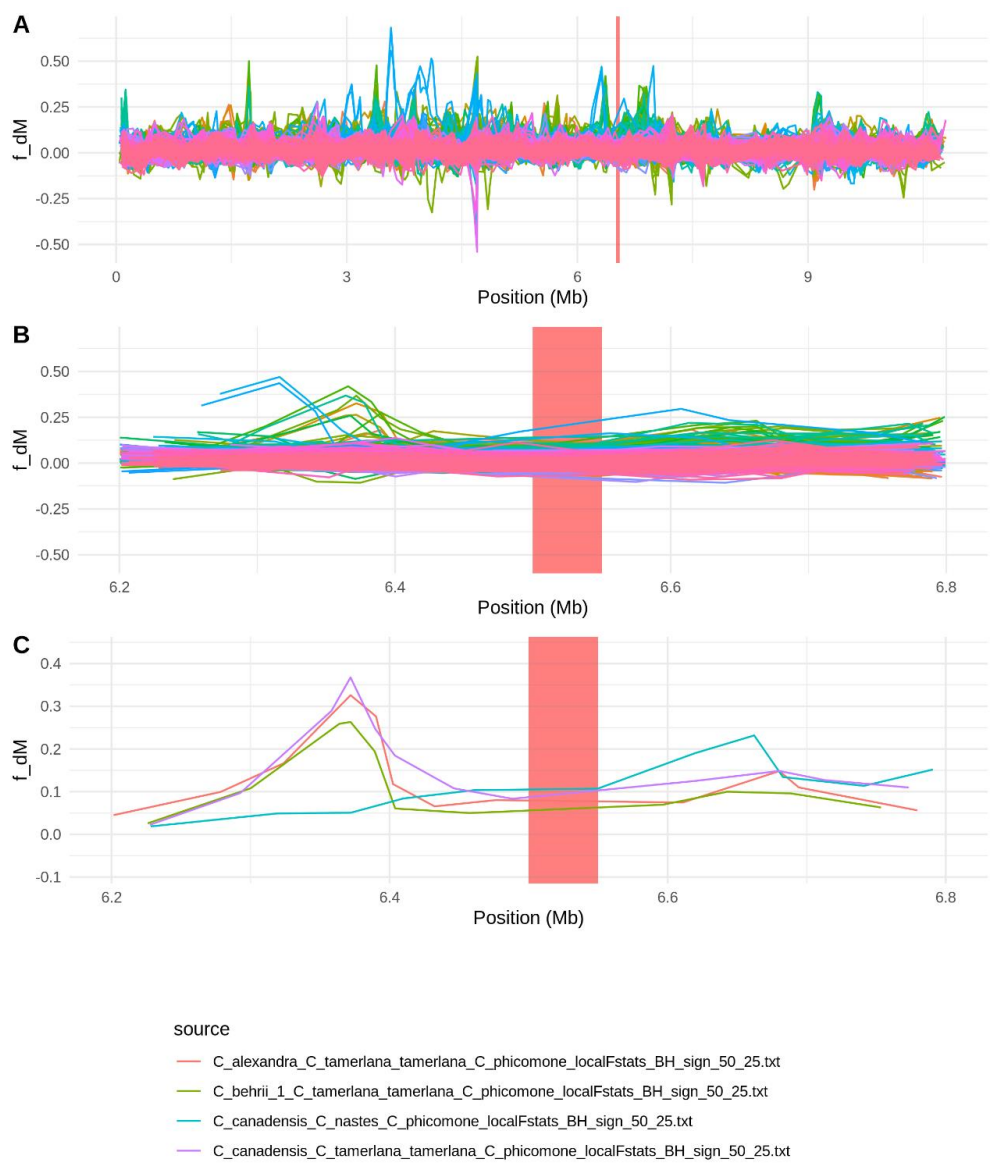 A
f_dM
0.50
0.25
0.00
-0.25
-0.50
0 3 6 9
Position (Mb)
B
f_dM
0.50
0.25
0.00
-0.25
-0.50
6.2 6.4 6.6 6.8
Position (Mb)
C
f_dM
0.4
0.3
0.2
0.1
0.0
-0.1
6.2 6.4 6.6 6.8
Position (Mb)
source
C_alexandra_C_tamerlana_tamerlana_C_phicomone_localFstats_BH_sign_50_25.txt
C_behrii_1_C_tamerlana_tamerlana_C_phicomone_localFstats_BH_sign_50_25.txt
C_canadensis_C_nastes_C_phicomone_localFstats_BH_sign_50_25.txt
C_canadensis_C_tamerlana_tamerlana_C_phicomone_localFstats_BH_sign_50_25.txt